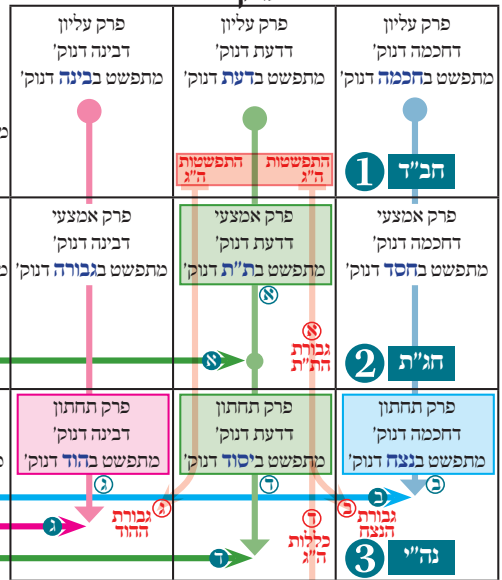 פרק עליון
דחכמה דנוק'
מתפשט בחכמה דנוק'
פרק עליון
דדעת דנוק'
מתפשט בדעת דנוק'
פרק עליון
דבינה דנוק'
מתפשט בבינה דנוק'
1 חב"ד
התפשטות
ה"ג
התפשטות
ה"ג
פרק אמצעי
דחכמה דנוק'
מתפשט בחסד דנוק'
פרק אמצעי
דדעת דנוק'
מתפשט בת"ת דנוק'
פרק אמצעי
דבינה דנוק'
מתפשט בגבורה דנוק'
א
א
גבורת
הת"ת
א
2 חג"ת
פרק תחתון
דחכמה דנוק'
מתפשט בנצח דנוק'
פרק תחתון
דדעת דנוק'
מתפשט ביסוד דנוק'
פרק תחתון
דבינה דנוק'
מתפשט בהוד דנוק'
ב
ד
ג
ב
ב
גבורת
הנצח
ד
כללות
ה"ג
ג
גבורת
ההוד
ג
ד
3 נה"י